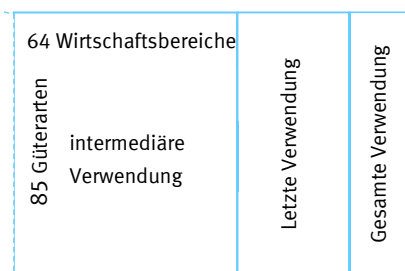 64 Wirtschaftsbereiche
85 Güterarten
intermediäre
Verwendung
Letzte Verwendung
Gesamte Verwendung